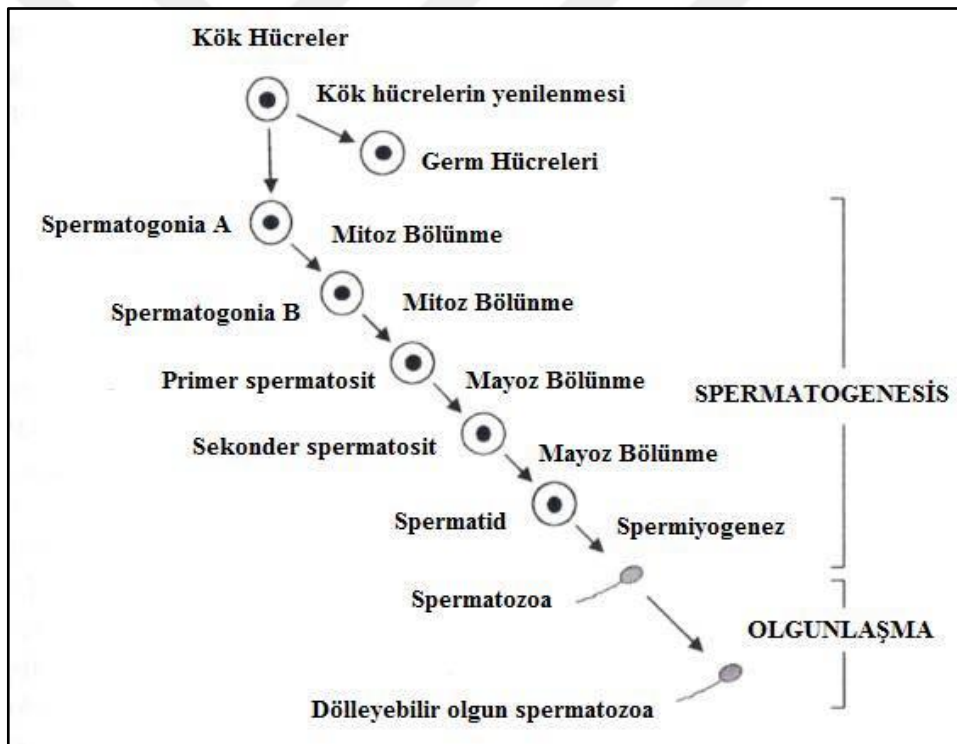 Kök Hücreler
Kök hücrelerin yenilenmesi
Germ Hücreleri
Spermatogonia A
Mitoz Bölünme
Spermatogonia B
Mitoz Bölünme
Primer spermatosit
Mayoz Bölünme
SPERMATOGENESİS
Sekonder spermatosit
Mayoz Bölünme
Spermatid
Spermiyogenez
Spermatozoa
OLGUNLAŞMA
Dölleyebilir olgun spermatozoa